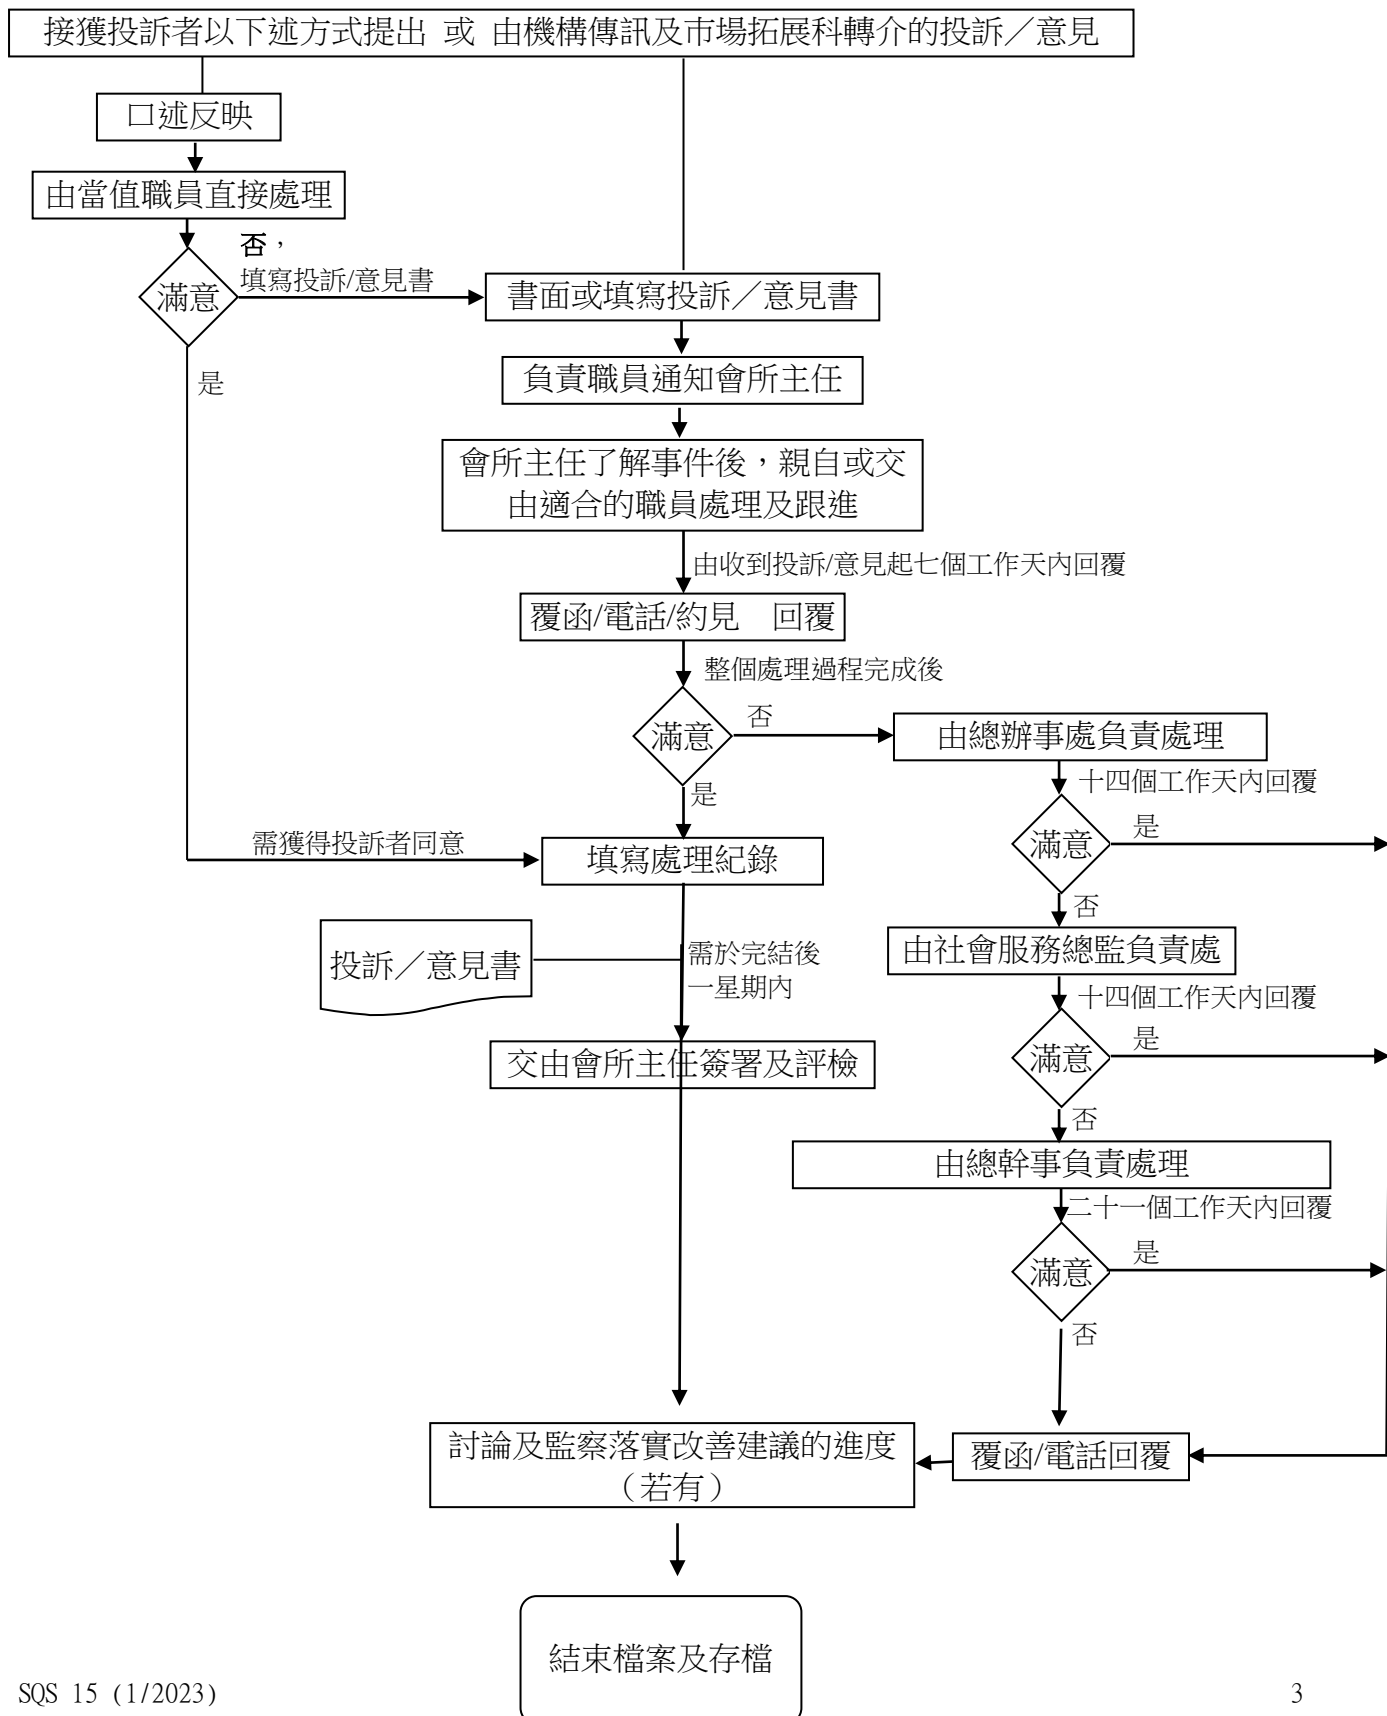 接獲投訴者以下述方式提出 或 由機構傳訊及市場拓展科轉介的投訴／意見
口述反映
由當值職員直接處理
否，
填寫投訴/意見書
滿意
書面或填寫投訴／意見書
是
負責職員通知會所主任
會所主任了解事件後，親自或交
由適合的職員處理及跟進
由收到投訴/意見起七個工作天內回覆
覆函/電話/約見 回覆
整個處理過程完成後
滿意
否
由總辦事處負責處理
是
十四個工作天內回覆
需獲得投訴者同意
填寫處理紀錄
滿意
是
否
投訴／意見書
需於完結後
一星期內
由社會服務總監負責處
十四個工作天內回覆
交由會所主任簽署及評檢
滿意
是
否
由總幹事負責處理
二十一個工作天內回覆
滿意
是
否
討論及監察落實改善建議的進度
（若有）
覆函/電話回覆
結束檔案及存檔
SQS 15 (1/2023)
3